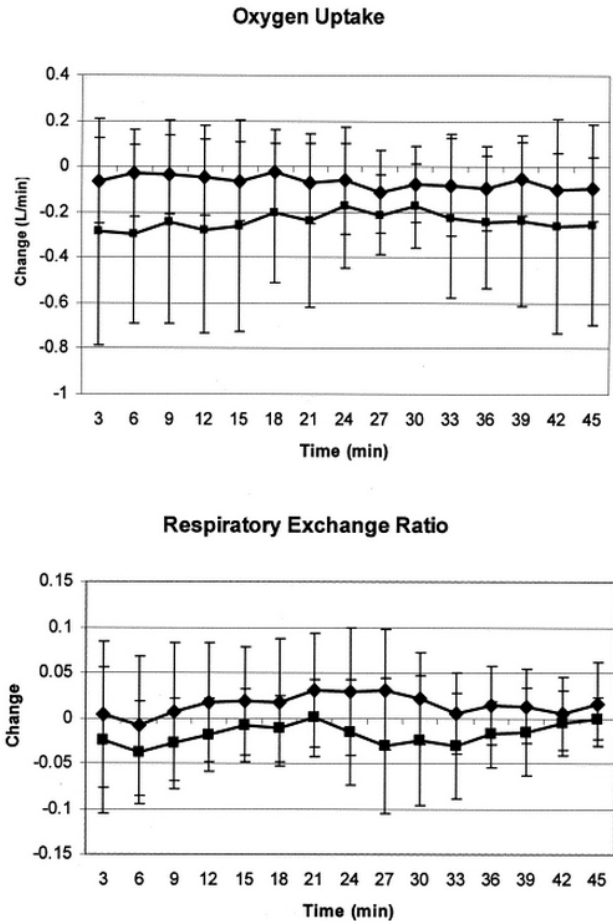 Oxygen Uptake
0.4
0.2
0
-0.2
-0.4
-0.6
-0.8
-1
Change (L/min)
3 6 9 12 15 18 21 24 27 30 33 36 39 42 45
Time (min)
Respiratory Exchange Ratio
0.15
0.1
0.05
0
-0.05
-0.1
-0.15
Change
3 6 9 12 15 18 21 24 27 30 33 36 39 42 45
Time (min)